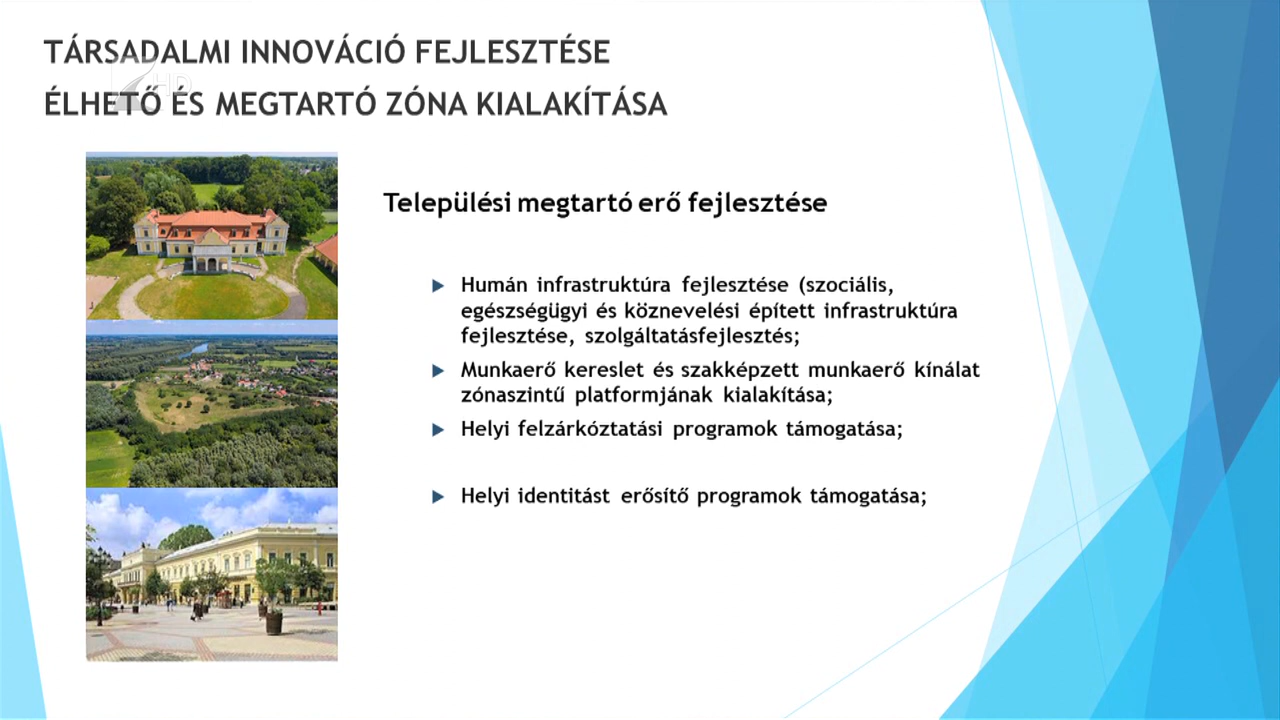 TÁRSADALMI INNOVÁCIÓ FEJLESZTÉSE
HD
ÉLHETŐ ÉS MEGTARTÓ ZÓNA KIALAKÍTÁSA
Települési megtartó erő fejlesztése
Humán infrastruktúra fejlesztése (szociális,
egészségügyi és köznevelési épített infrastruktúra
fejlesztése, szolgáltatásfejlesztés;
Munkaerő kereslet és szakképzett munkaerő kínálat
zónaszintű platformjának kialakítása;
Helyi felzárkóztatási programok támogatása;
Helyi identitást erősítő programok támogatása;